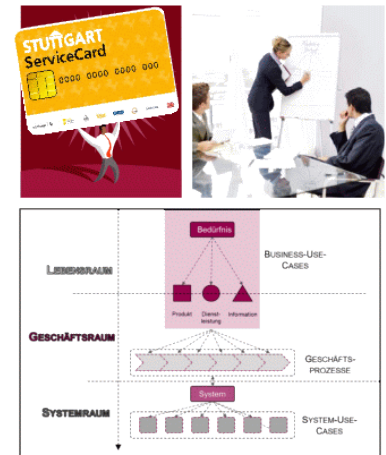 STUTTGART
ServiceCard
0000 0000 0000 000
Bedürfnis
BUSINESS-USE-
CASES
LEBENSRAUM
Produkt
Dienst-
leistung
Information
GESCHÄFTSRAUM
GESCHÄFTS-
PROZESSE
System
SYSTEMRAUM
SYSTEM-USE-
CASES